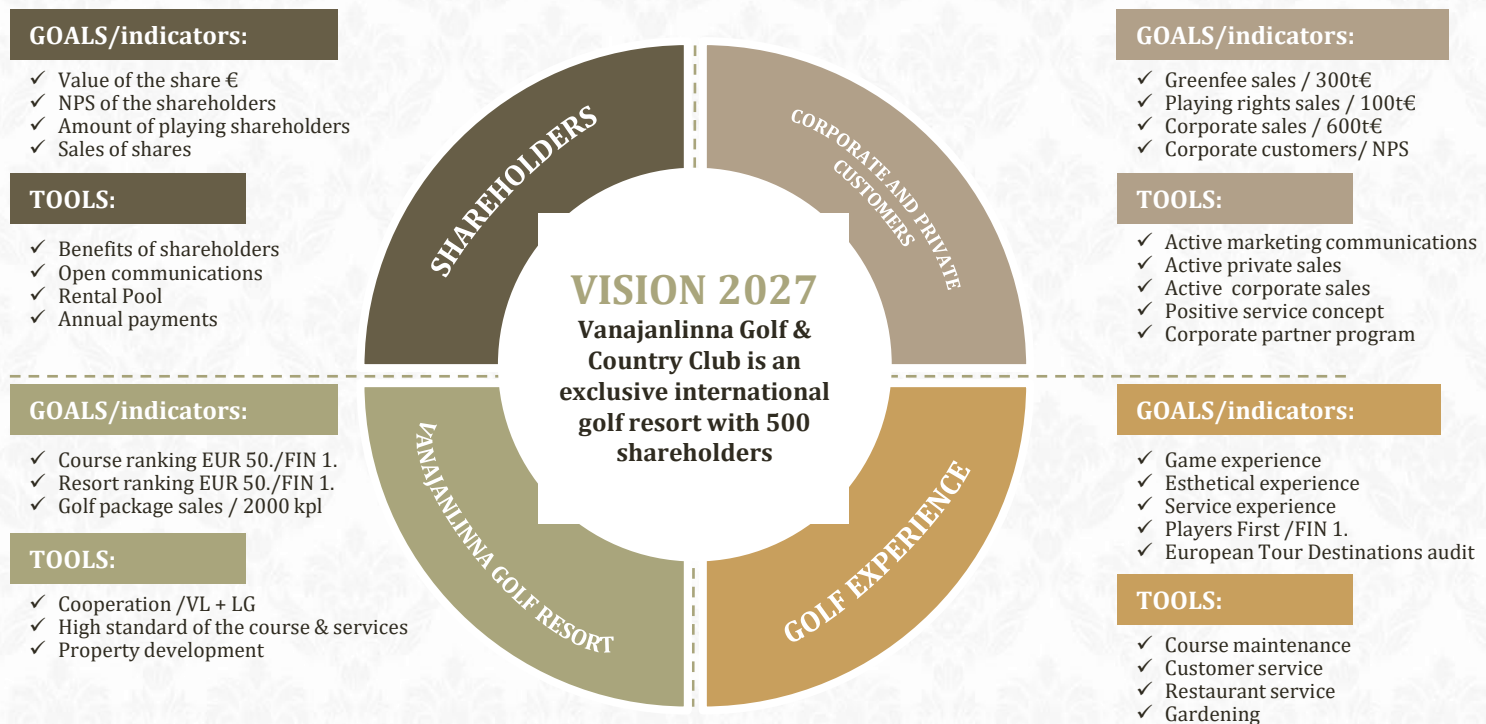 GOALS/indicators:
✓ Value of the share €
✓ NPS of the shareholders
✓ Amount of playing shareholders
✓ Sales of shares
TOOLS:
✓ Benefits of shareholders
✓ Open communications
✓ Rental Pool
✓ Annual payments
SHAREHOLDERS
CORPORATE AND PRIVATE
CUSTOMERS
GOALS/indicators:
✓ Greenfee sales / 300t€
✓ Playing rights sales / 100t€
✓ Corporate sales / 600t€
✓ Corporate customers/ NPS
TOOLS:
✓ Active marketing communications
✓ Active private sales
✓ Active corporate sales
✓ Positive service concept
✓ Corporate partner program
VISION 2027
Vanajanlinna Golf &
Country Club is an
exclusive international
golf resort with 500
shareholders
GOALS/indicators:
✓ Course ranking EUR 50./FIN 1.
✓ Resort ranking EUR 50./FIN 1.
✓ Golf package sales / 2000 kpl
TOOLS:
✓ Cooperation /VL + LG
✓ High standard of the course & services
✓ Property development
VANAJANLINNA GOLF RESORT
GOLF EXPERIENCE
GOALS/indicators:
✓ Game experience
✓ Esthetical experience
✓ Service experience
✓ Players First /FIN 1.
✓ European Tour Destinations audit
TOOLS:
✓ Course maintenance
✓ Customer service
✓ Restaurant service
✓ Gardening